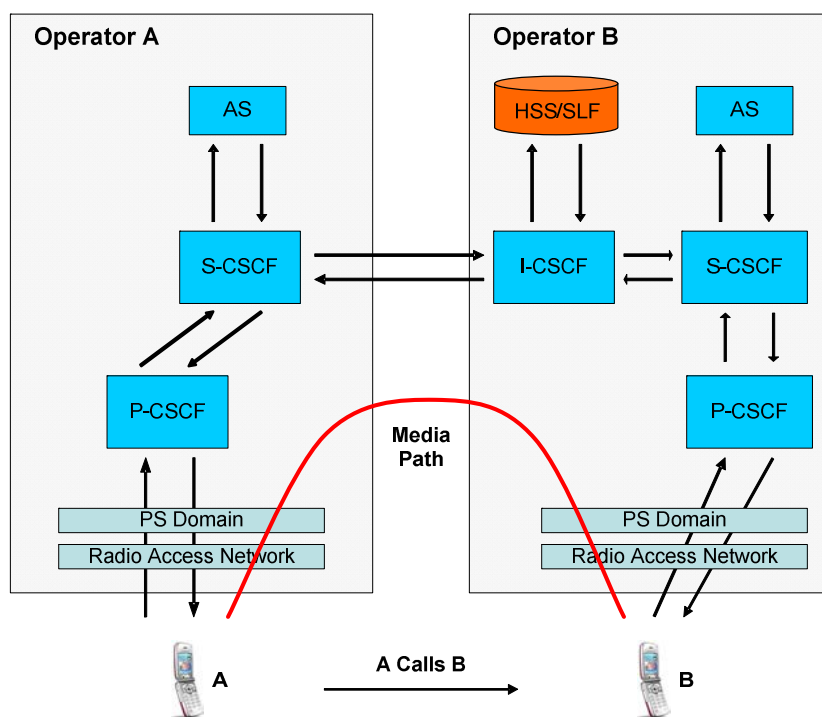 Operator A
Operator B
AS
HSS/SLF
AS
S-CSCF
I-CSCF
S-CSCF
P-CSCF
P-CSCF
Media
Path
PS Domain
PS Domain
Radio Access Network
Radio Access Network
A Calls B
A
B